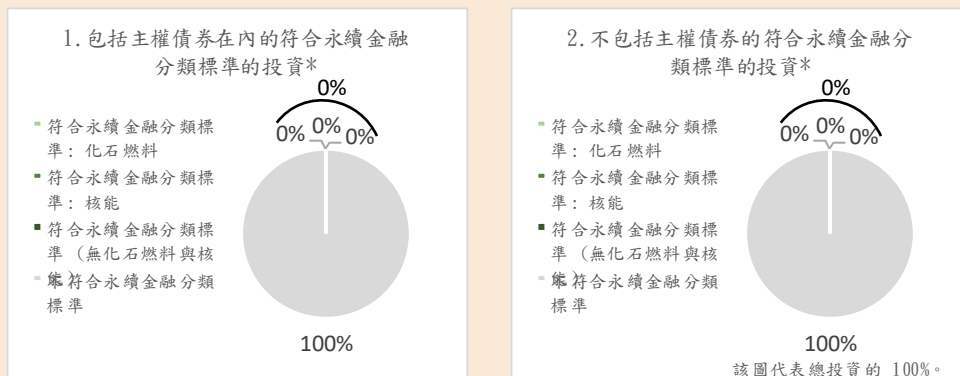 1.包括主權債券在內的符合永續金融
分類標準的投資*
0%
0% 0% 0%
符合永續金融分類標
準：化石燃料
符合永續金融分類標
準：核能
符合永續金融分類標
準 (無化石燃料與核
能)
未符合永續金融分類
標準
100%
2.不包括主權債券的符合永續金融分
類標準的投資*
0%
0% 0% 0%
符合永續金融分類標
準：化石燃料
符合永續金融分類標
準：核能
符合永續金融分類標
準 (無化石燃料與核
能)
未符合永續金融分類
標準
100%
該圖代表總投資的 100%。